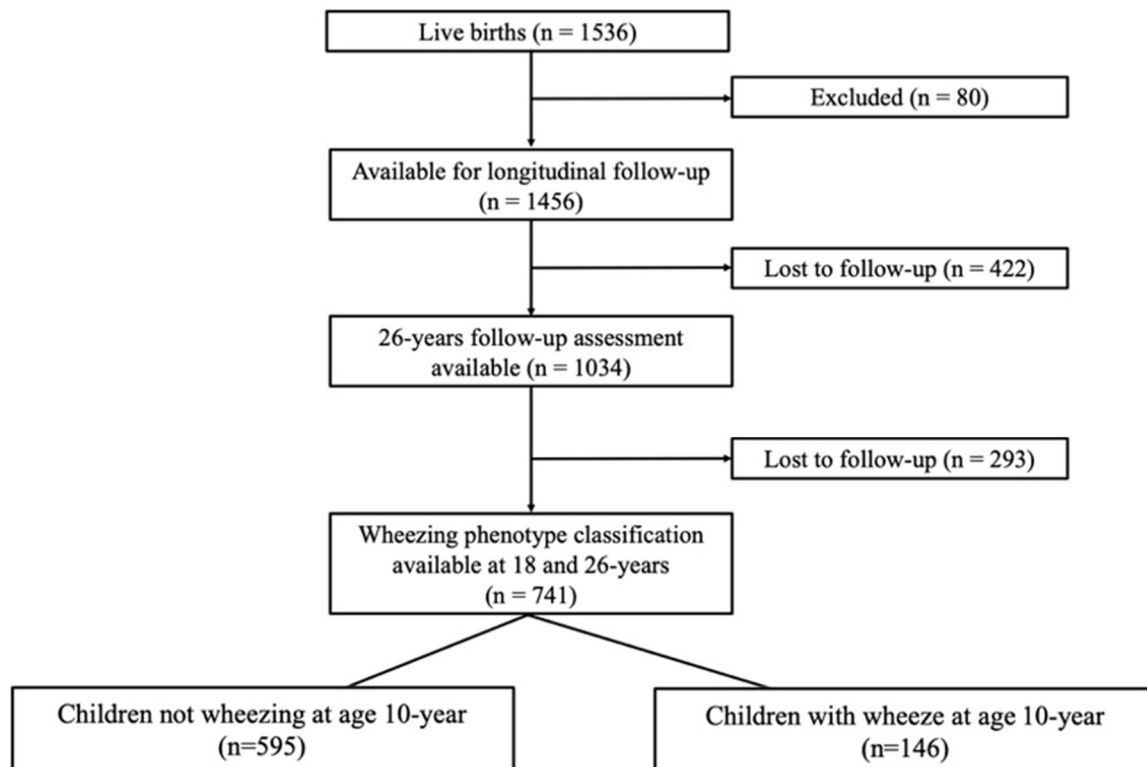 Live births (n = 1536)
Excluded (n = 80)
Available for longitudinal follow-up
(n = 1456)
Lost to follow-up (n = 422)
26-years follow-up assessment
available (n = 1034)
Lost to follow-up (n = 293)
Wheezing phenotype classification
available at 18 and 26-years
(n = 741)
Children not wheezing at age 10-year
(n=595)
Children with wheeze at age 10-year
(n=146)